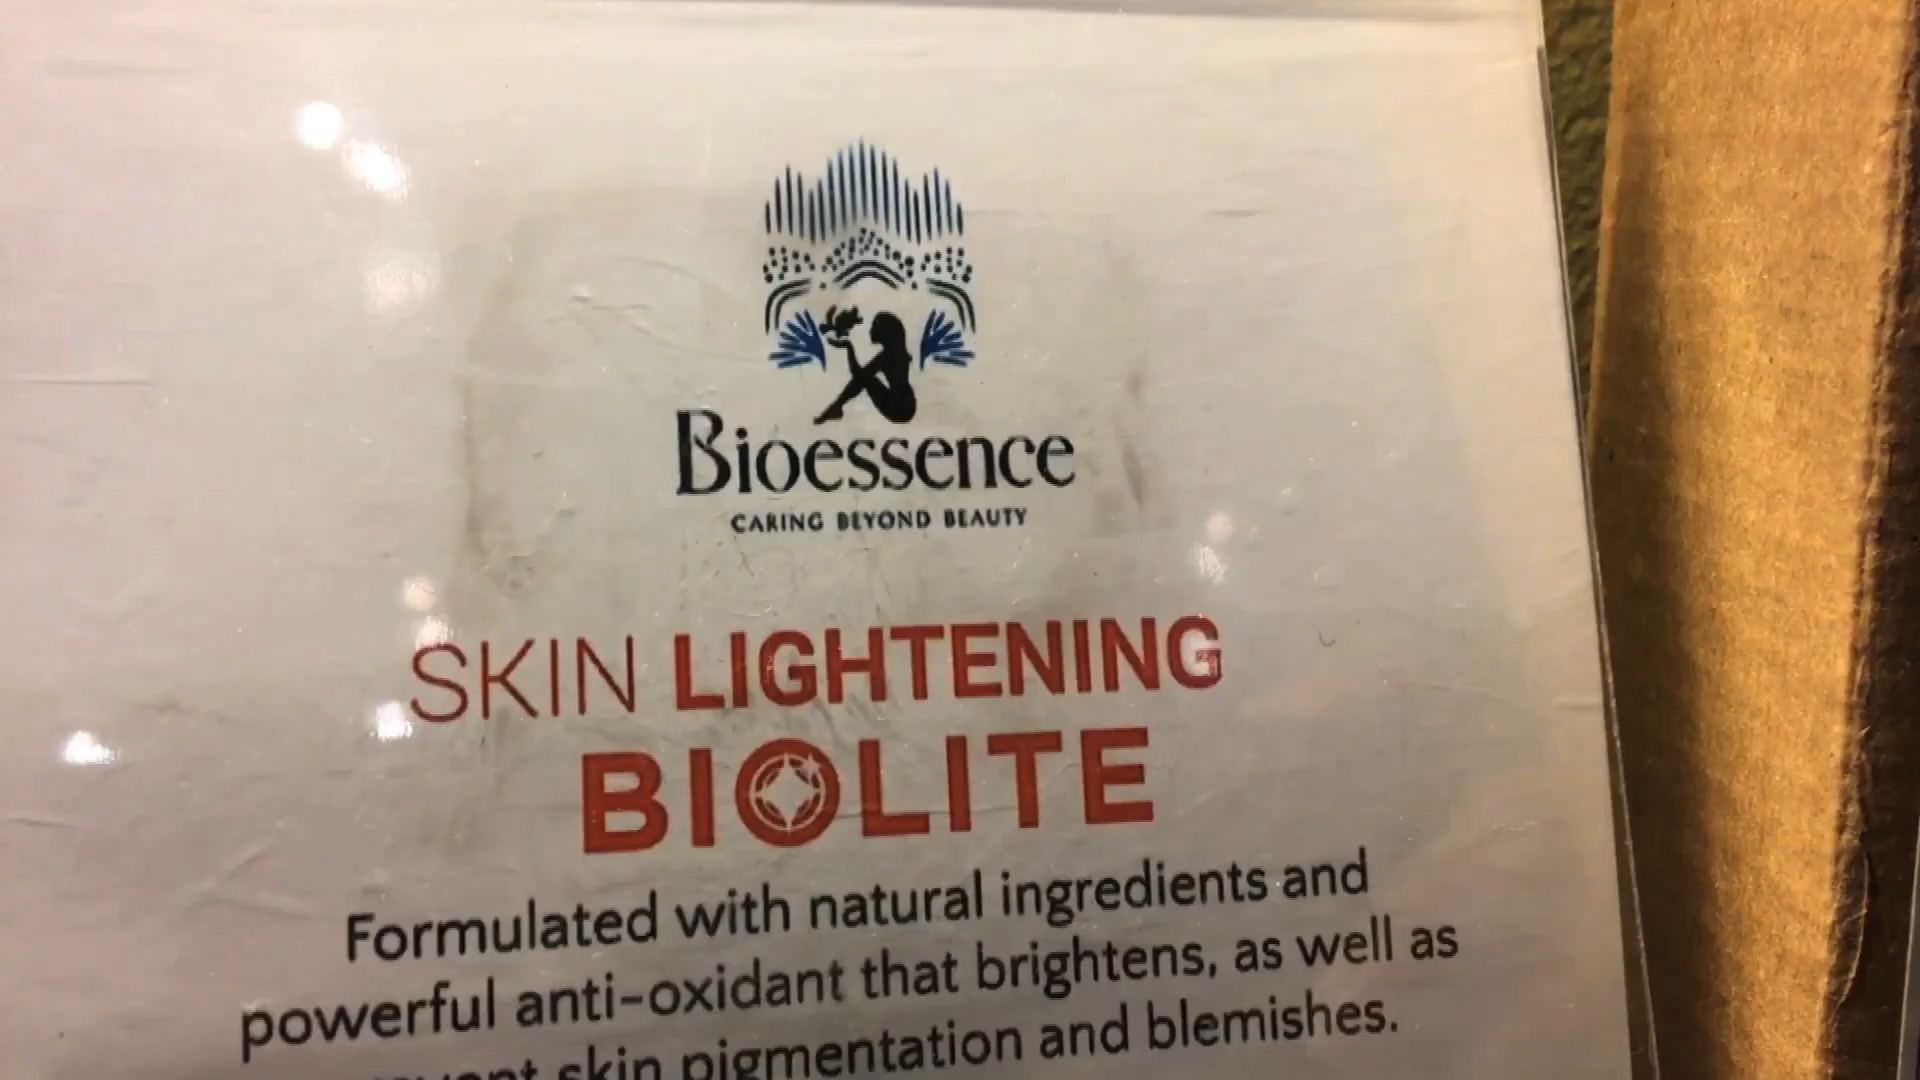 Bioessence
CARING BEYOND BEAUTY
SKIN LIGHTENING
BIOLITE
Formulated with natural ingredients and
powerful anti-oxidant that brightens, as well as
skin pigmentation and blemishes.